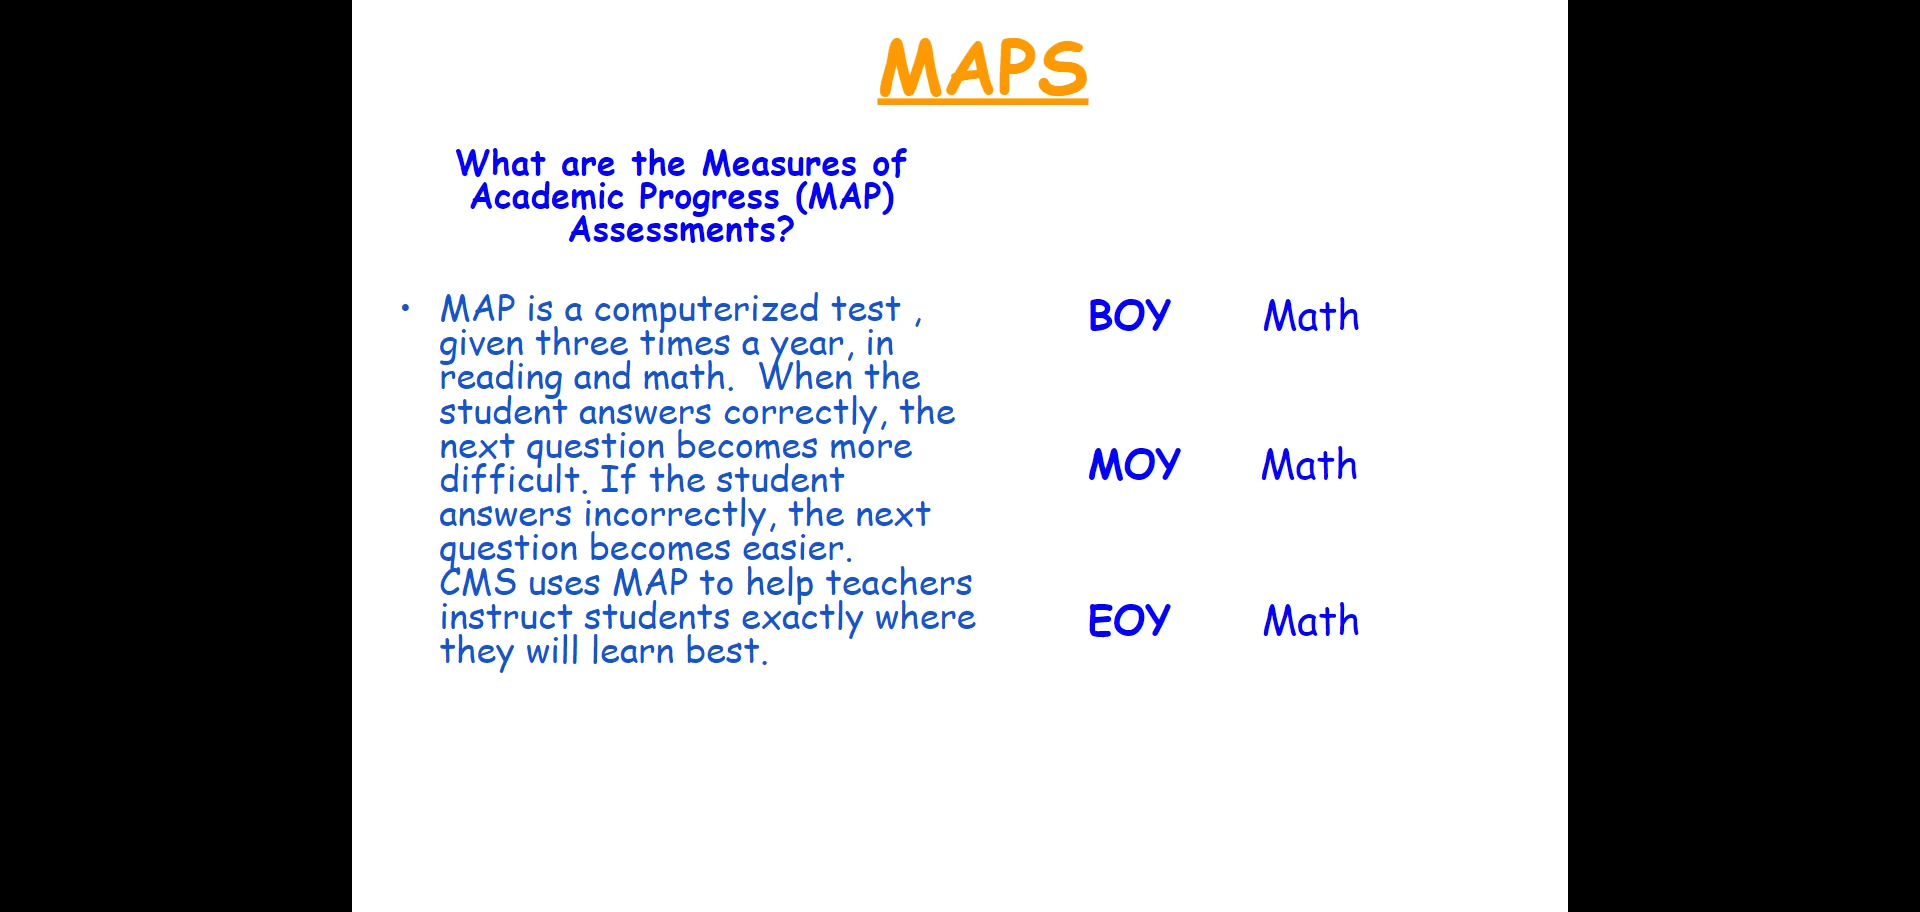 MAPS
What are the Measures of
Academic Progress (MAP)
Assessments?
• MAP is a computerized test ,
given three times a year, in
reading and math.  When the
student answers correctly, the
next question becomes more
difficult. If the student
answers incorrectly, the next
question becomes easier.
CMS uses MAP to help teachers
instruct students exactly where
they will learn best.
BOY Math
MOY Math
EOY Math